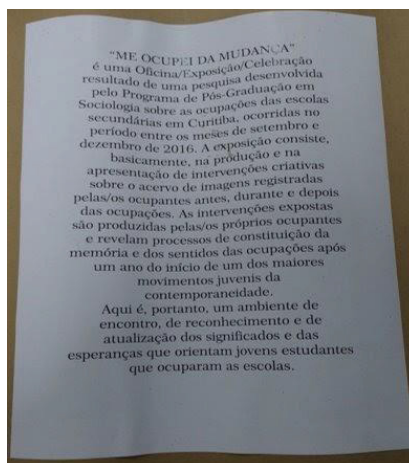 "ME OCUPEI DA MUDANÇA"
é uma Oficina/Exposição/Celebração
resultado de uma pesquisa desenvolvida
pelo Programa de Pós-Graduação em
Sociologia sobre as ocupações das escolas
secundárias em Curitiba, ocorridas no
período entre os meses de setembro e
dezembro de 2016. A exposição consiste,
basicamente, na produção e na
apresentação de intervenções criativas
sobre o acervo de imagens registradas
pelas/os ocupantes antes, durante e depois
das ocupações. As intervenções expostas
são produzidas pelas/os próprios ocupantes
e revelam processos de constituição da
memória e dos sentidos das ocupações após
um ano do início de um dos maiores
movimentos juvenis da
contemporaneidade.
Aqui é, portanto, um ambiente de
encontro, de reconhecimento e de
atualização dos significados e das
esperanças que orientam jovens estudantes
que ocuparam as escolas.